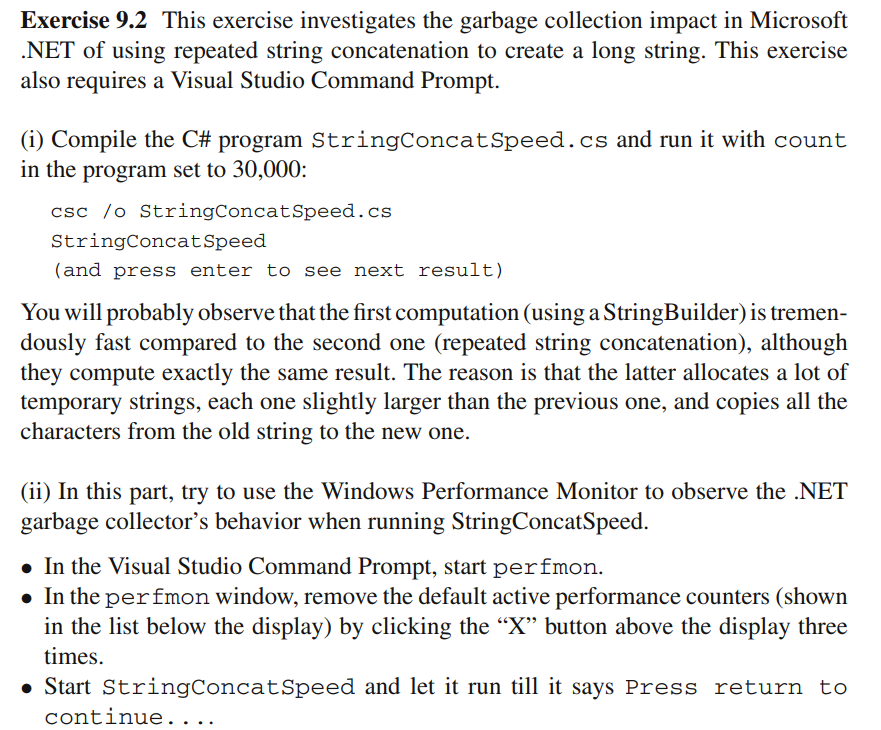 Exercise 9.2 This exercise investigates the garbage collection impact in Microsoft
.NET of using repeated string concatenation to create a long string. This exercise
also requires a Visual Studio Command Prompt.
(i) Compile the C# program StringConcatSpeed.cs and run it with count
in the program set to 30,000:
csc /o StringConcatSpeed.cs
StringConcatSpeed
(and press enter to see next result)
You will probably observe that the first computation (using a StringBuilder) is tremen-
dously fast compared to the second one (repeated string concatenation), although
they compute exactly the same result. The reason is that the latter allocates a lot of
temporary strings, each one slightly larger than the previous one, and copies all the
characters from the old string to the new one.
(ii) In this part, try to use the Windows Performance Monitor to observe the .NET
garbage collector’s behavior when running StringConcatSpeed.
• In the Visual Studio Command Prompt, start perfmon.
• In the perfmon window, remove the default active performance counters (shown
in the list below the display) by clicking the “X” button above the display three
times.
• Start StringConcatSpeed and let it run till it says Press return to
continue....